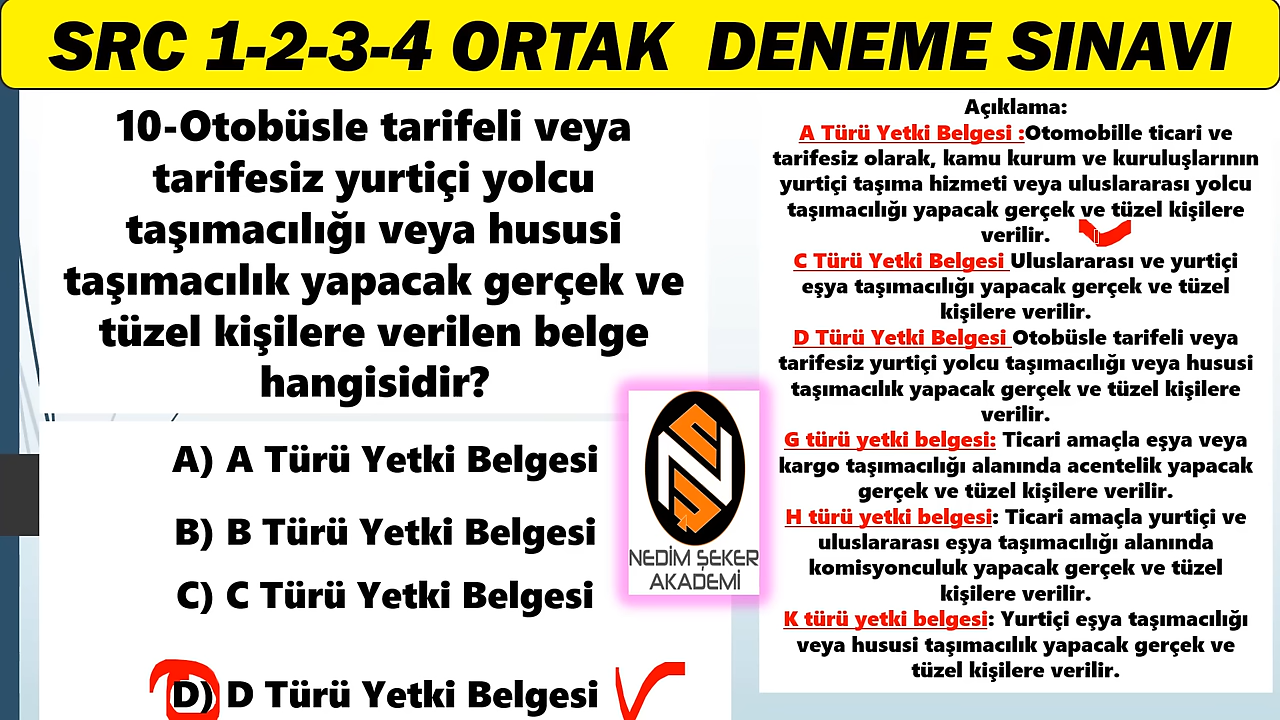 SRC 1-2-3-4 ORTAK DENEME SINAVI
10-Otobüsle tarifeli veya
tarifesiz yurtiçi yolcu
taşımacılığı veya hususi
taşımacılık yapacak gerçek ve
tüzel kişilere verilen belge
hangisidir?
A) A Türü Yetki Belgesi
B) B Türü Yetki Belgesi
C) C Türü Yetki Belgesi
D) D Türü Yetki Belgesi
NEDİM ŞEKER
AKADEMİ
Açıklama:
A Türü Yetki Belgesi :Otomobille ticari ve
tarifesiz olarak, kamu kurum ve kuruluşlarının
yurtiçi taşıma hizmeti veya uluslararası yolcu
taşımacılığı yapacak gerçek ve tüzel kişilere
verilir.
C Türü Yetki Belgesi Uluslararası ve yurtiçi
eşya taşımacılığı yapacak gerçek ve tüzel
kişilere verilir.
D Türü Yetki Belgesi Otobüsle tarifeli veya
tarifesiz yurtiçi yolcu taşımacılığı veya hususi
taşımacılık yapacak gerçek ve tüzel kişilere
verilir.
G türü yetki belgesi: Ticari amaçla eşya veya
kargo taşımacılığı alanında acentelik yapacak
gerçek ve tüzel kişilere verilir.
H türü yetki belgesi: Ticari amaçla yurtiçi ve
uluslararası eşya taşımacılığı alanında
komisyonculuk yapacak gerçek ve tüzel
kişilere verilir.
K türü yetki belgesi: Yurtiçi eşya taşımacılığı
veya hususi taşımacılık yapacak gerçek ve
tüzel kişilere verilir.